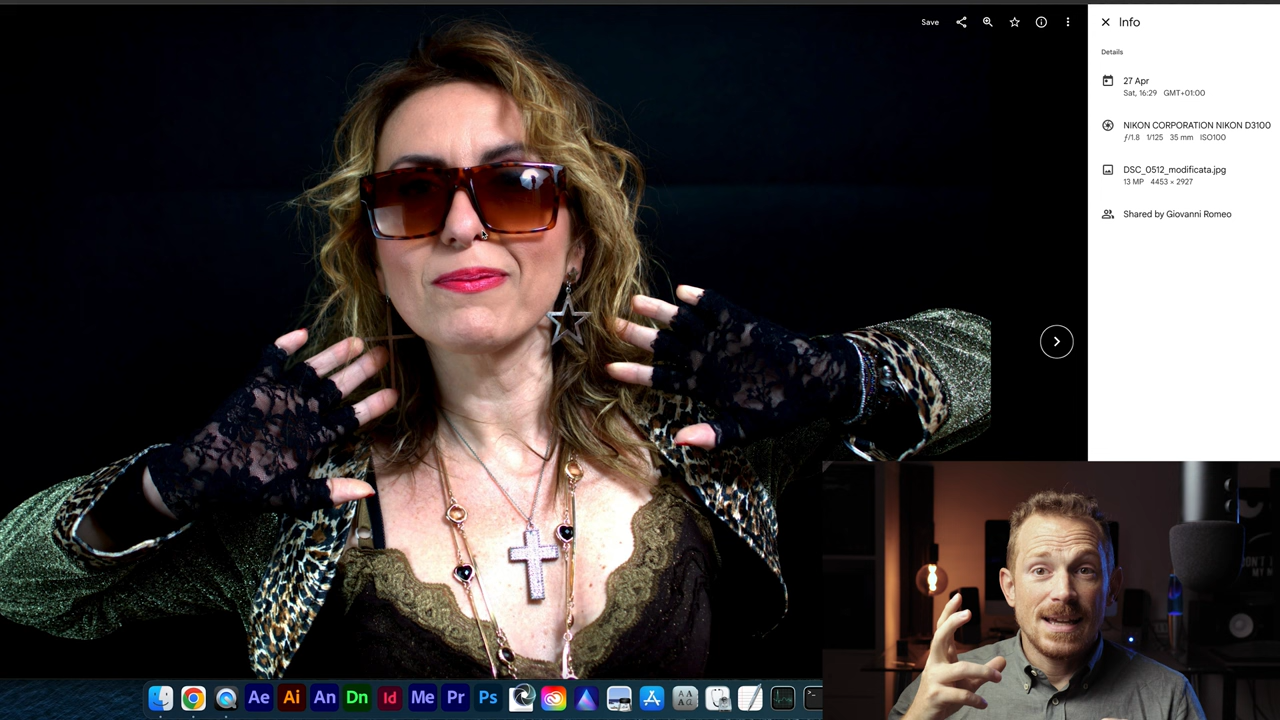 Save
Info
Details
27 Apr
Sat, 16:29 GMT+01:00
NIKON CORPORATION NIKON D3100
ƒ/1.8 1/125 35 mm ISO100
DSC_0512_modificata.jpg
13 MP 4453 × 2927
Shared by Giovanni Romeo
Ae Ai An Dn Id Me Pr Ps